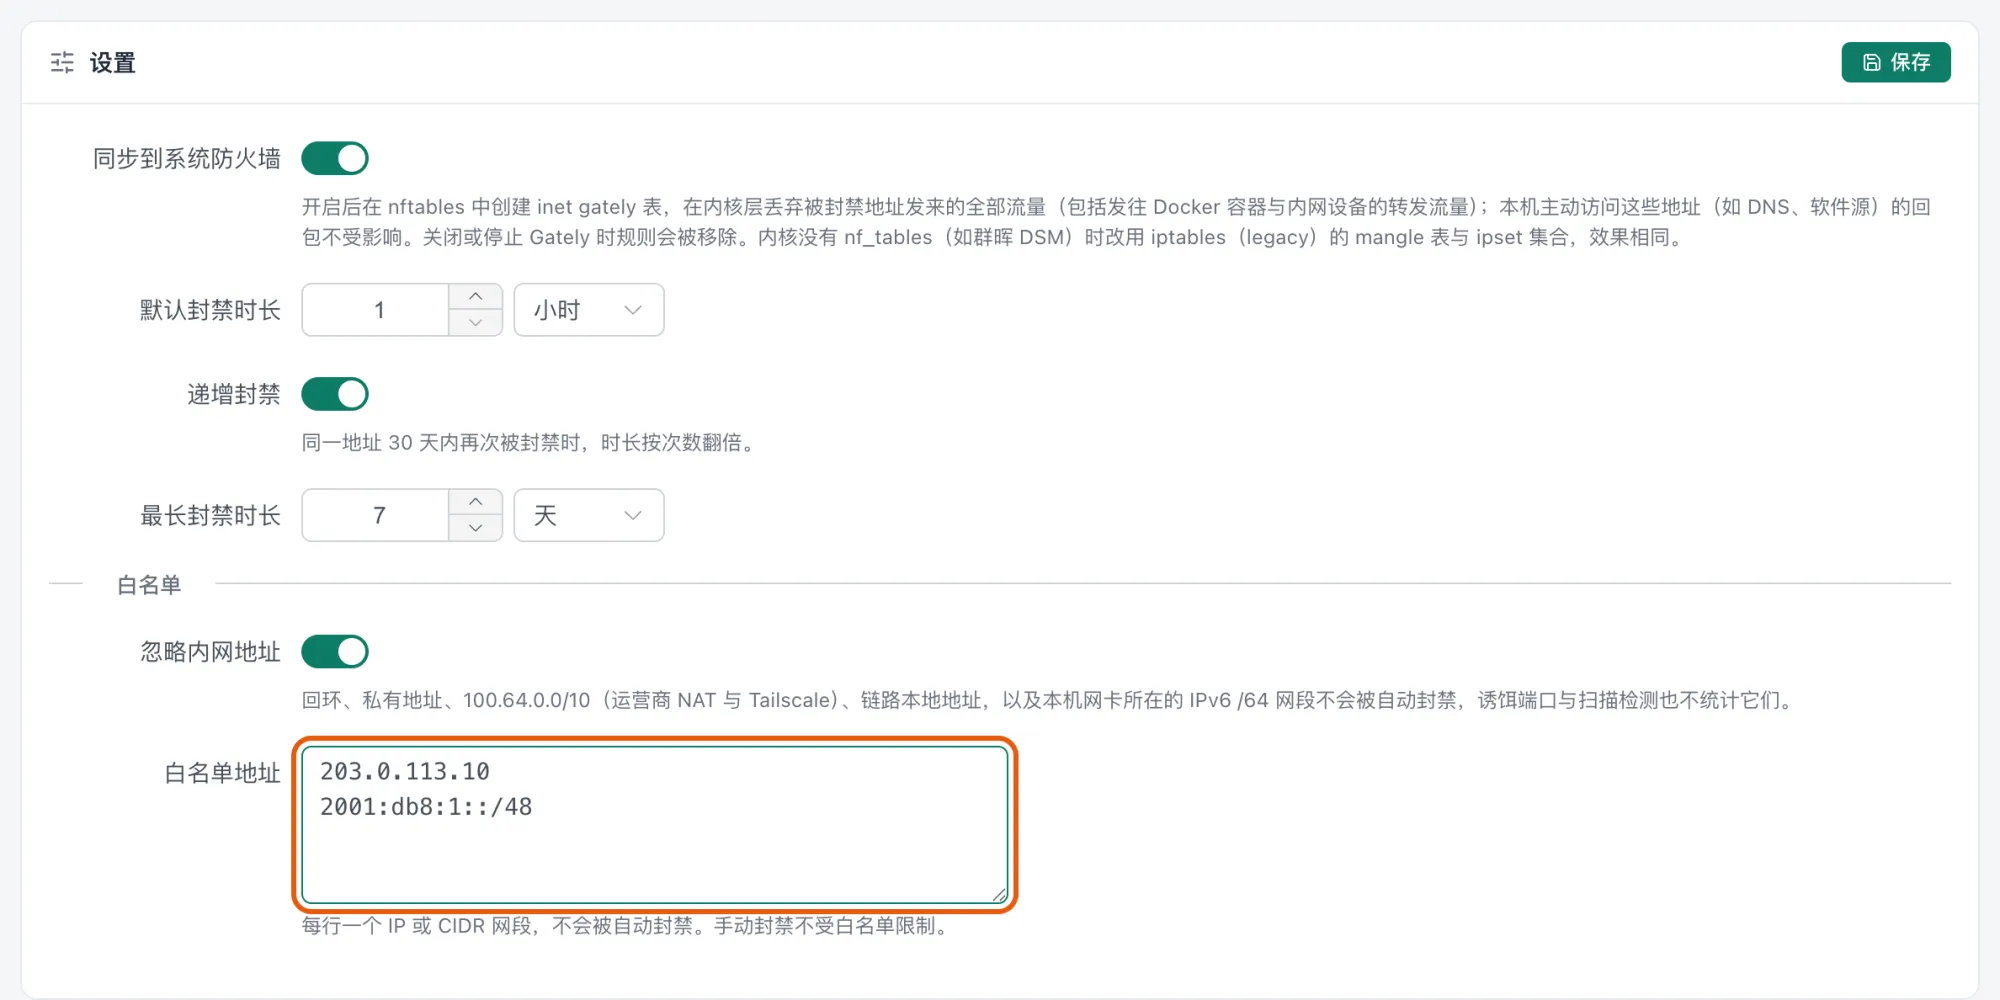 设置
保存
同步到系统防火墙
开启后在 nftables 中创建 inet gately 表，在内核层丢弃被封禁地址发来的全部流量（包括发往 Docker 容器与内网设备的转发流量）；本机主动访问这些地址（如 DNS、软件源）的回
包不受影响。关闭或停止 Gately 时规则会被移除。内核没有 nf_tables（如群晖 DSM）时改用 iptables（legacy）的 mangle 表与 ipset 集合，效果相同。
默认封禁时长 1 小时
递增封禁
同一地址 30 天内再次被封禁时，时长按次数翻倍。
最长封禁时长 7 天
白名单
忽略内网地址
回环、私有地址、100.64.0.0/10（运营商 NAT 与 Tailscale）、链路本地地址，以及本机网卡所在的 IPv6 /64 网段不会被自动封禁，诱饵端口与扫描检测也不统计它们。
白名单地址 203.0.113.10
2001:db8:1::/48
每行一个 IP 或 CIDR 网段，不会被自动封禁。手动封禁不受白名单限制。